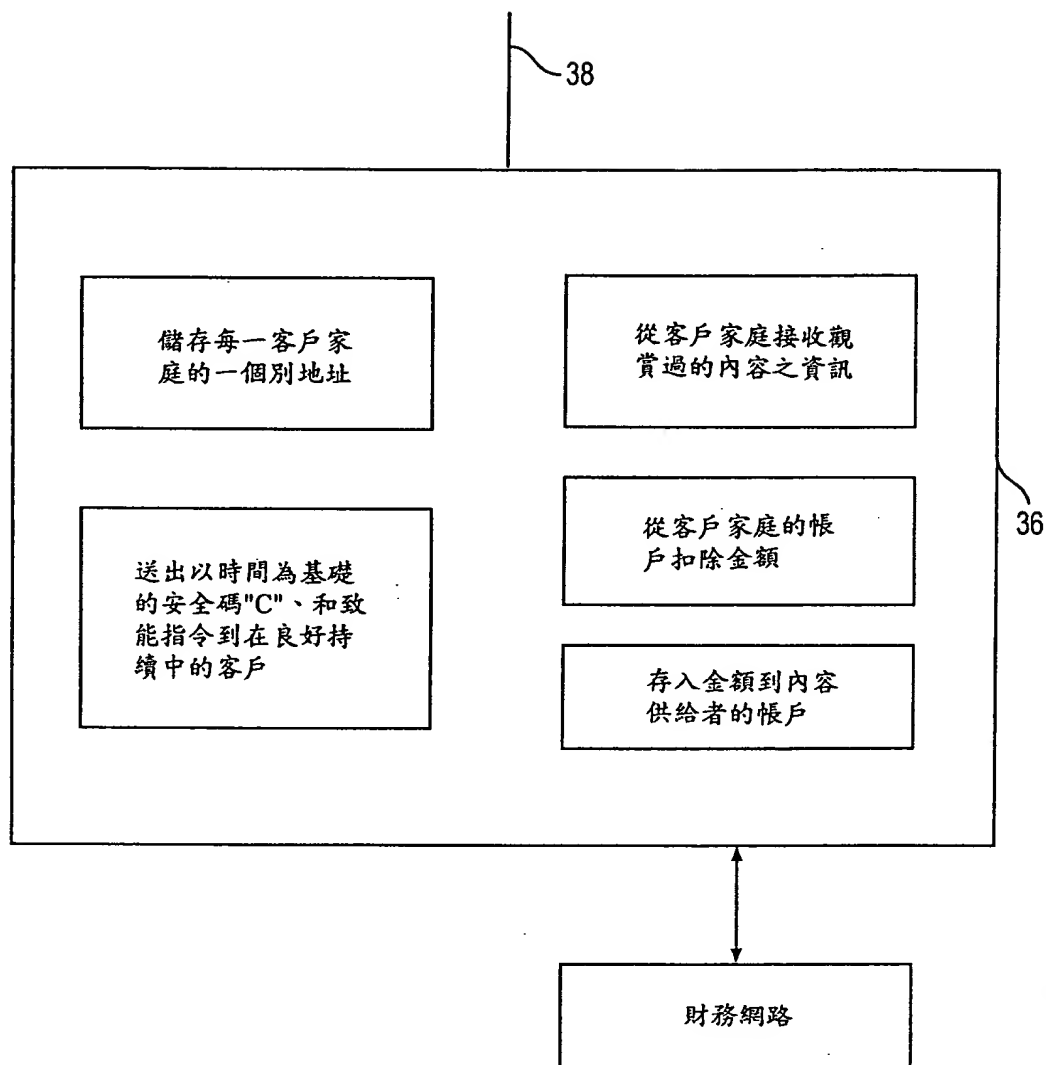 38
儲存每一客戶家
庭的一個別地址
從客戶家庭接收觀
賞過的內容之資訊
36
從客戶家庭的帳
戶扣除金額
送出以時間為基礎
的安全碼"C"、和致
能指令到在良好持
續中的客戶
存入金額到內容
供給者的帳戶
財務網路